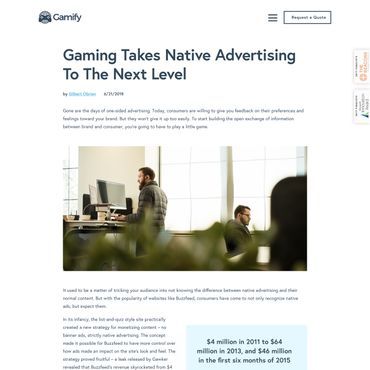 Gamify
Request a Quote
Gaming Takes Native Advertising
To The Next Level
by Gilbert O'brien 6/21/2018
Gone are the days of one-sided advertising. Today, consumers are willing to give you feedback on their preferences and
feelings toward your brand. But they won't give it up too easily. To start building the open exchange of information
between brand and consumer, you're going to have to play a little game.
It used to be a matter of tricking your audience into not knowing the difference between native advertising and their
normal content. But with the popularity of websites like Buzzfeed, consumers have come to not only recognize native
ads, but expect them.
In its infancy, the list-and-quiz style site practically
created a new strategy for monetizing content – no
banner ads, strictly native advertising. The concept
made it possible for Buzzfeed to have more control over
how ads made an impact on the site's look and feel. The
strategy proved fruitful – a leak released by Gawker
revealed that Buzzfeed's revenue skyrocketed from $4
$4 million in 2011 to $64
million in 2013, and $46 million
in the first six months of 2015